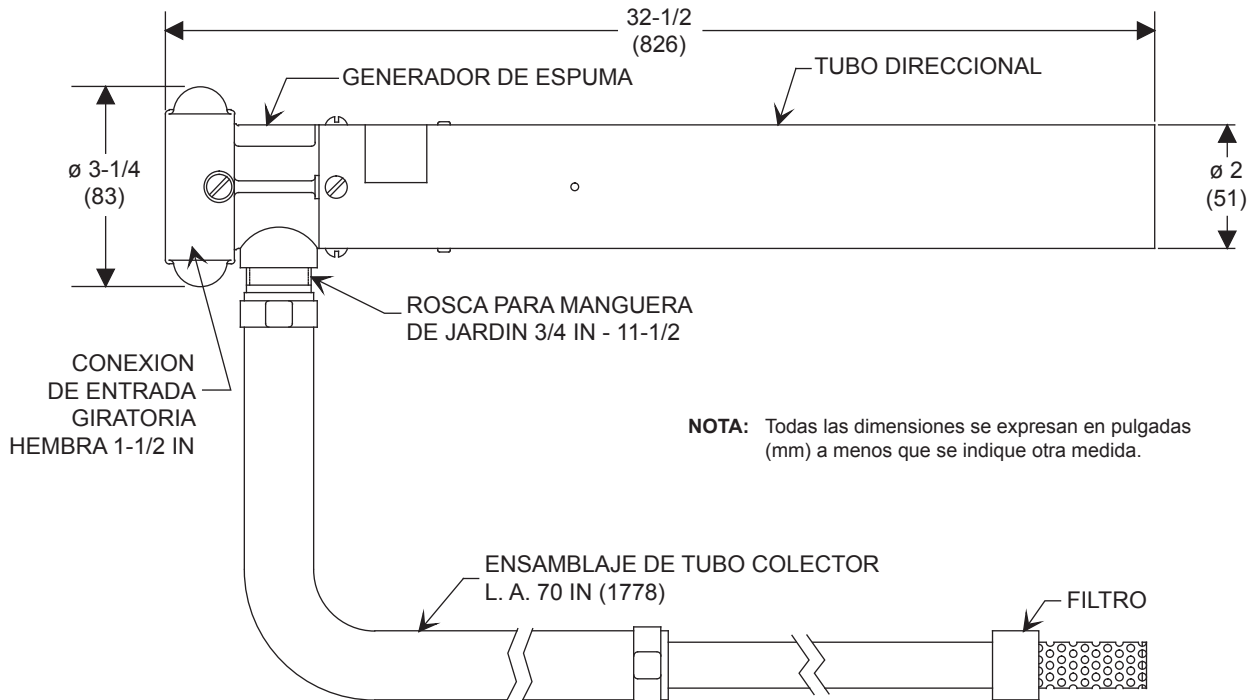 32-1/2
(826)
GENERADOR DE ESPUMA
TUBO DIRECCIONAL
ø 3-1/4
(83)
ø 2
(51)
ROSCA PARA MANGUERA
DE JARDIN 3/4 IN - 11-1/2
CONEXION
DE ENTRADA
GIRATORIA
HEMBRA 1-1/2 IN
NOTA: Todas las dimensiones se expresan en pulgadas
(mm) a menos que se indique otra medida.
ENSAMBLAJE DE TUBO COLECTOR
L. A. 70 IN (1778)
FILTRO